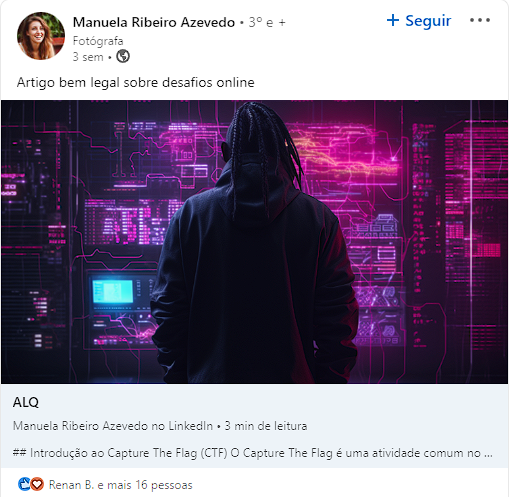 Manuela Ribeiro Azevedo • 3º e +
+ Seguir
Fotógrafa
3 sem •
Artigo bem legal sobre desafios online
ALQ
Manuela Ribeiro Azevedo no LinkedIn • 3 min de leitura
## Introdução ao Capture The Flag (CTF) O Capture The Flag é uma atividade comum no ...
Renan B. e mais 16 pessoas